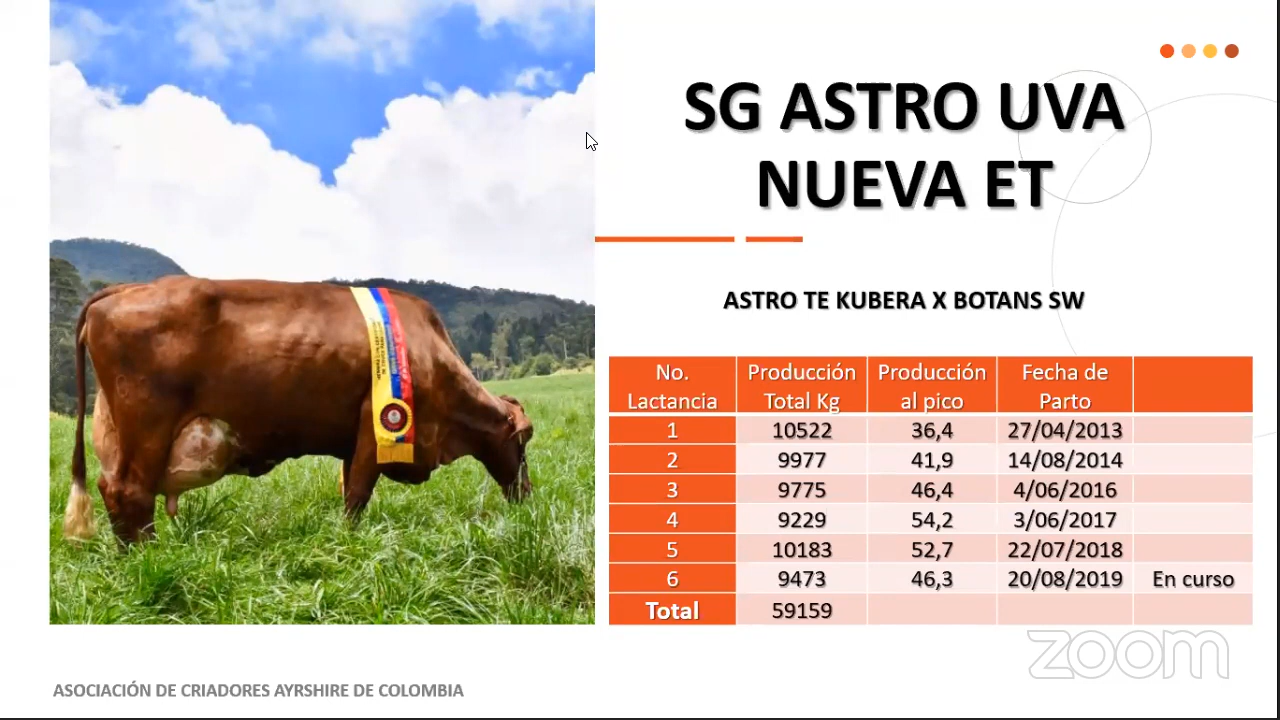 SG ASTRO UVA
NUEVA ET
ASTRO TE KUBERA X BOTANS SW
No. Lactancia Producción Total Kg Producción al pico Fecha de Parto
1 10522 36,4 27/04/2013
2 9977 41,9 14/08/2014
3 9775 46,4 4/06/2016
4 9229 54,2 3/06/2017
5 10183 52,7 22/07/2018
6 9473 46,3 20/08/2019 En curso
Total 59159
zoom
ASOCIACIÓN DE CRIADORES AYRSHIRE DE COLOMBIA